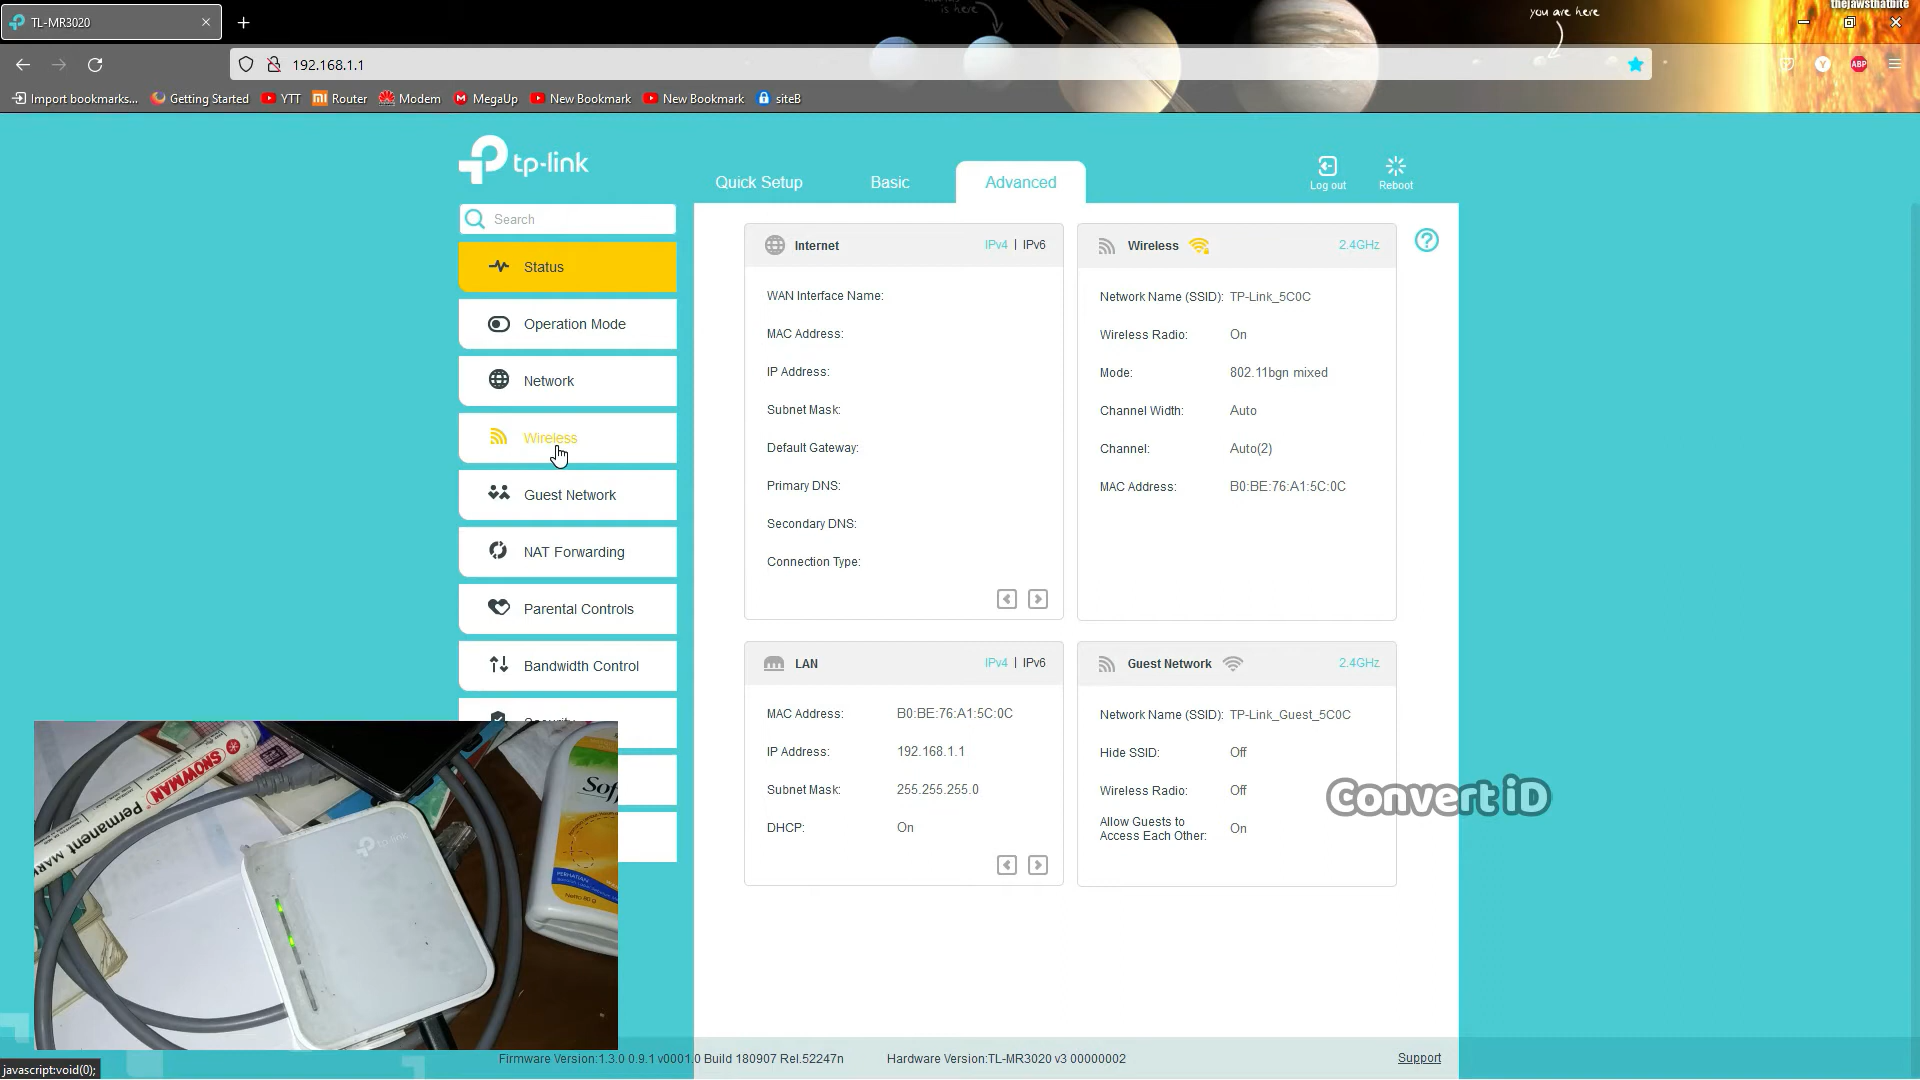 TL-MR3020
that is here
you are here
thejawsthatbite
192.168.1.1
ABP
Import bookmarks... Getting Started YTT Router Modem MegaUp New Bookmark New Bookmark siteB
tp-link
Quick Setup Basic Advanced Log out Reboot
Search
Status
Operation Mode
Network
Wireless
Guest Network
NAT Forwarding
Parental Controls
Bandwidth Control
Security
Internet IPv4 | IPv6
WAN Interface Name:
MAC Address:
IP Address:
Subnet Mask:
Default Gateway:
Primary DNS:
Secondary DNS:
Connection Type:
Wireless 2.4GHz
Network Name (SSID): TP-Link_5C0C
Wireless Radio: On
Mode: 802.11bgn mixed
Channel Width: Auto
Channel: Auto(2)
MAC Address: B0:BE:76:A1:5C:0C
LAN IPv4 | IPv6
MAC Address: B0:BE:76:A1:5C:0C
IP Address: 192.168.1.1
Subnet Mask: 255.255.255.0
DHCP: On
Guest Network 2.4GHz
Network Name (SSID): TP-Link_Guest_5C0C
Hide SSID: Off
Wireless Radio: Off
Allow Guests to
Access Each Other: On
Convert iD
SNOWMAN
Permanent MARK
tp-link
Sof
PERHATIAN
Firmware Version:1.3.0 0.9.1 v0001.0 Build 180907 Rel.52247n Hardware Version:TL-MR3020 v3 00000002 Support
javascript:void(0);